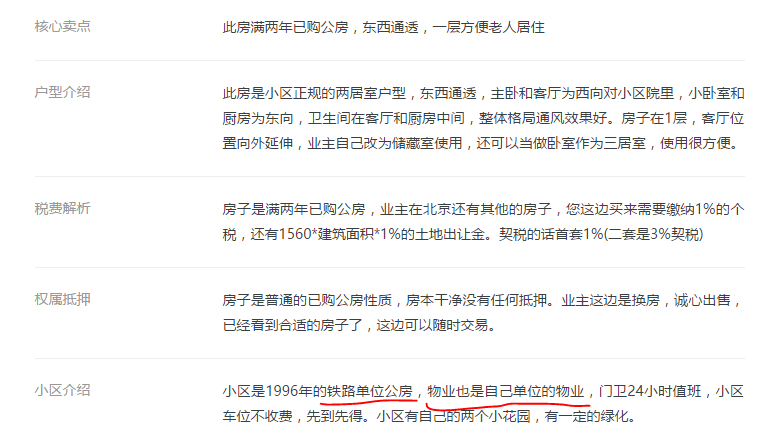 核心卖点
此房满两年已购公房，东西通透，一层方便老人居住
户型介绍
此房是小区正规的两居室户型，东西通透，主卧和客厅为西向对小区院里，小卧室和
厨房为东向，卫生间在客厅和厨房中间，整体格局通风效果好。房子在1层，客厅位
置向外延伸，业主自己改为储藏室使用，还可以当做卧室作为三居室，使用很方便。
税费解析
房子是满两年已购公房，业主在北京还有其他的房子，您这边买来需要缴纳1%的个
税，还有1560*建筑面积*1%的土地出让金。契税的话首套1%(二套是3%契税)
权属抵押
房子是普通的已购公房性质，房本干净没有任何抵押。业主这边是换房，诚心出售，
已经看到合适的房子了，这边可以随时交易。
小区介绍
小区是1996年的铁路单位公房，物业也是自己单位的物业，门卫24小时值班，小区
车位不收费，先到先得。小区有自己的两个小花园，有一定的绿化。